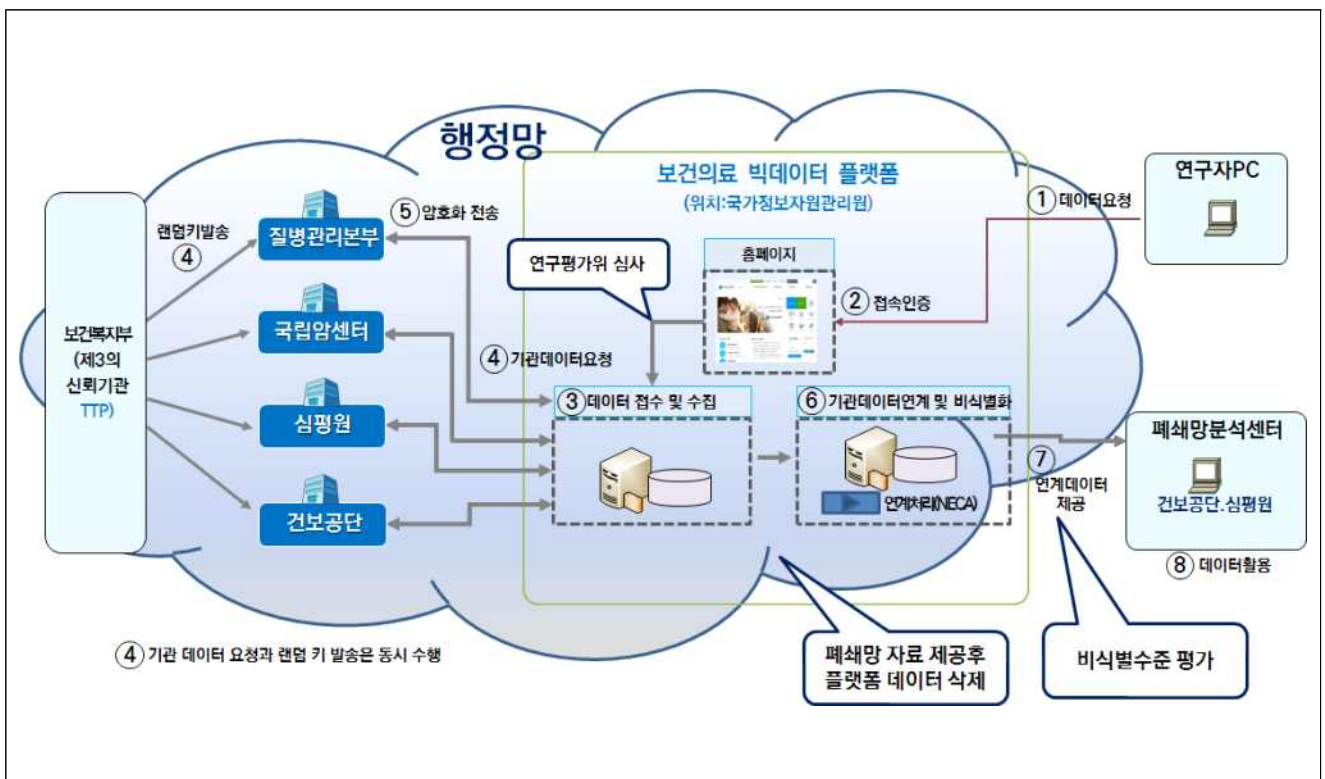 행정망
보건의료 빅데이터 플랫폼
(위치:국가정보자원관리원)
연구자PC
① 데이터요청
⑤ 암호화 전송
랜덤키발송
④
질병관리본부
연구평가위 심사
홈페이지
② 접속인증
보건복지부
(제3의
신뢰기관
TTP)
국립암센터
④ 기관데이터요청
③ 데이터 접수 및 수집
⑥ 기관데이터연계 및 비식별화
심평원
폐쇄망분석센터
건보공단.심평원
⑦
연계데이터
제공
연계처리(NECA)
건보공단
⑧ 데이터활용
④ 기관 데이터 요청과 랜덤 키 발송은 동시 수행
폐쇄망 자료 제공후
플랫폼 데이터 삭제
비식별수준 평가